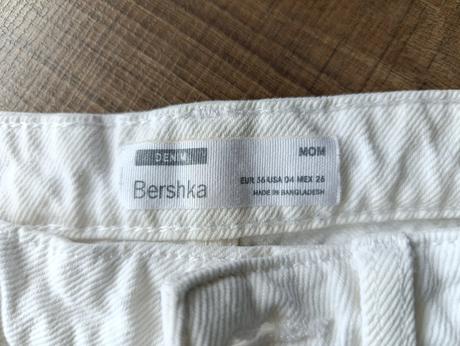 DENIM
MOM
Bershka
EUR 36 USA 04 MEX 26
MADE IN BANGLADESH